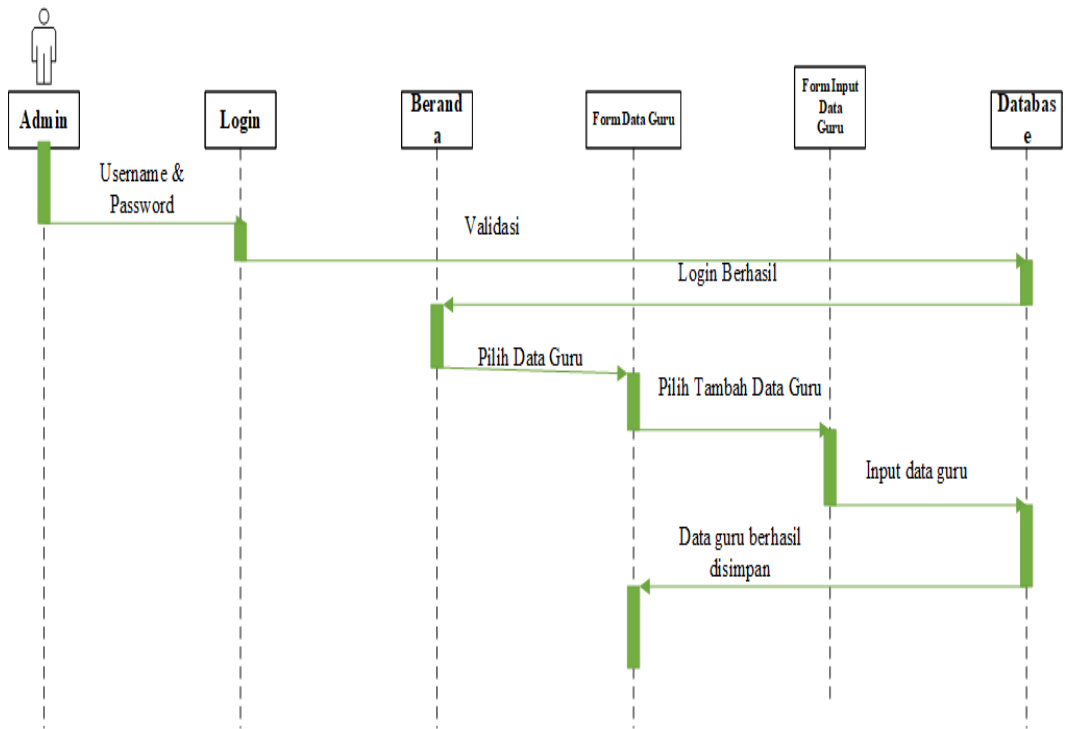 Admin
Login
Berand
a
Form Data Guru
Form Input
Data
Guru
Databas
e
Username &
Password
Validasi
Login Berhasil
Pilih Data Guru
Pilih Tambah Data Guru
Input data guru
Data guru berhasil
disimpan